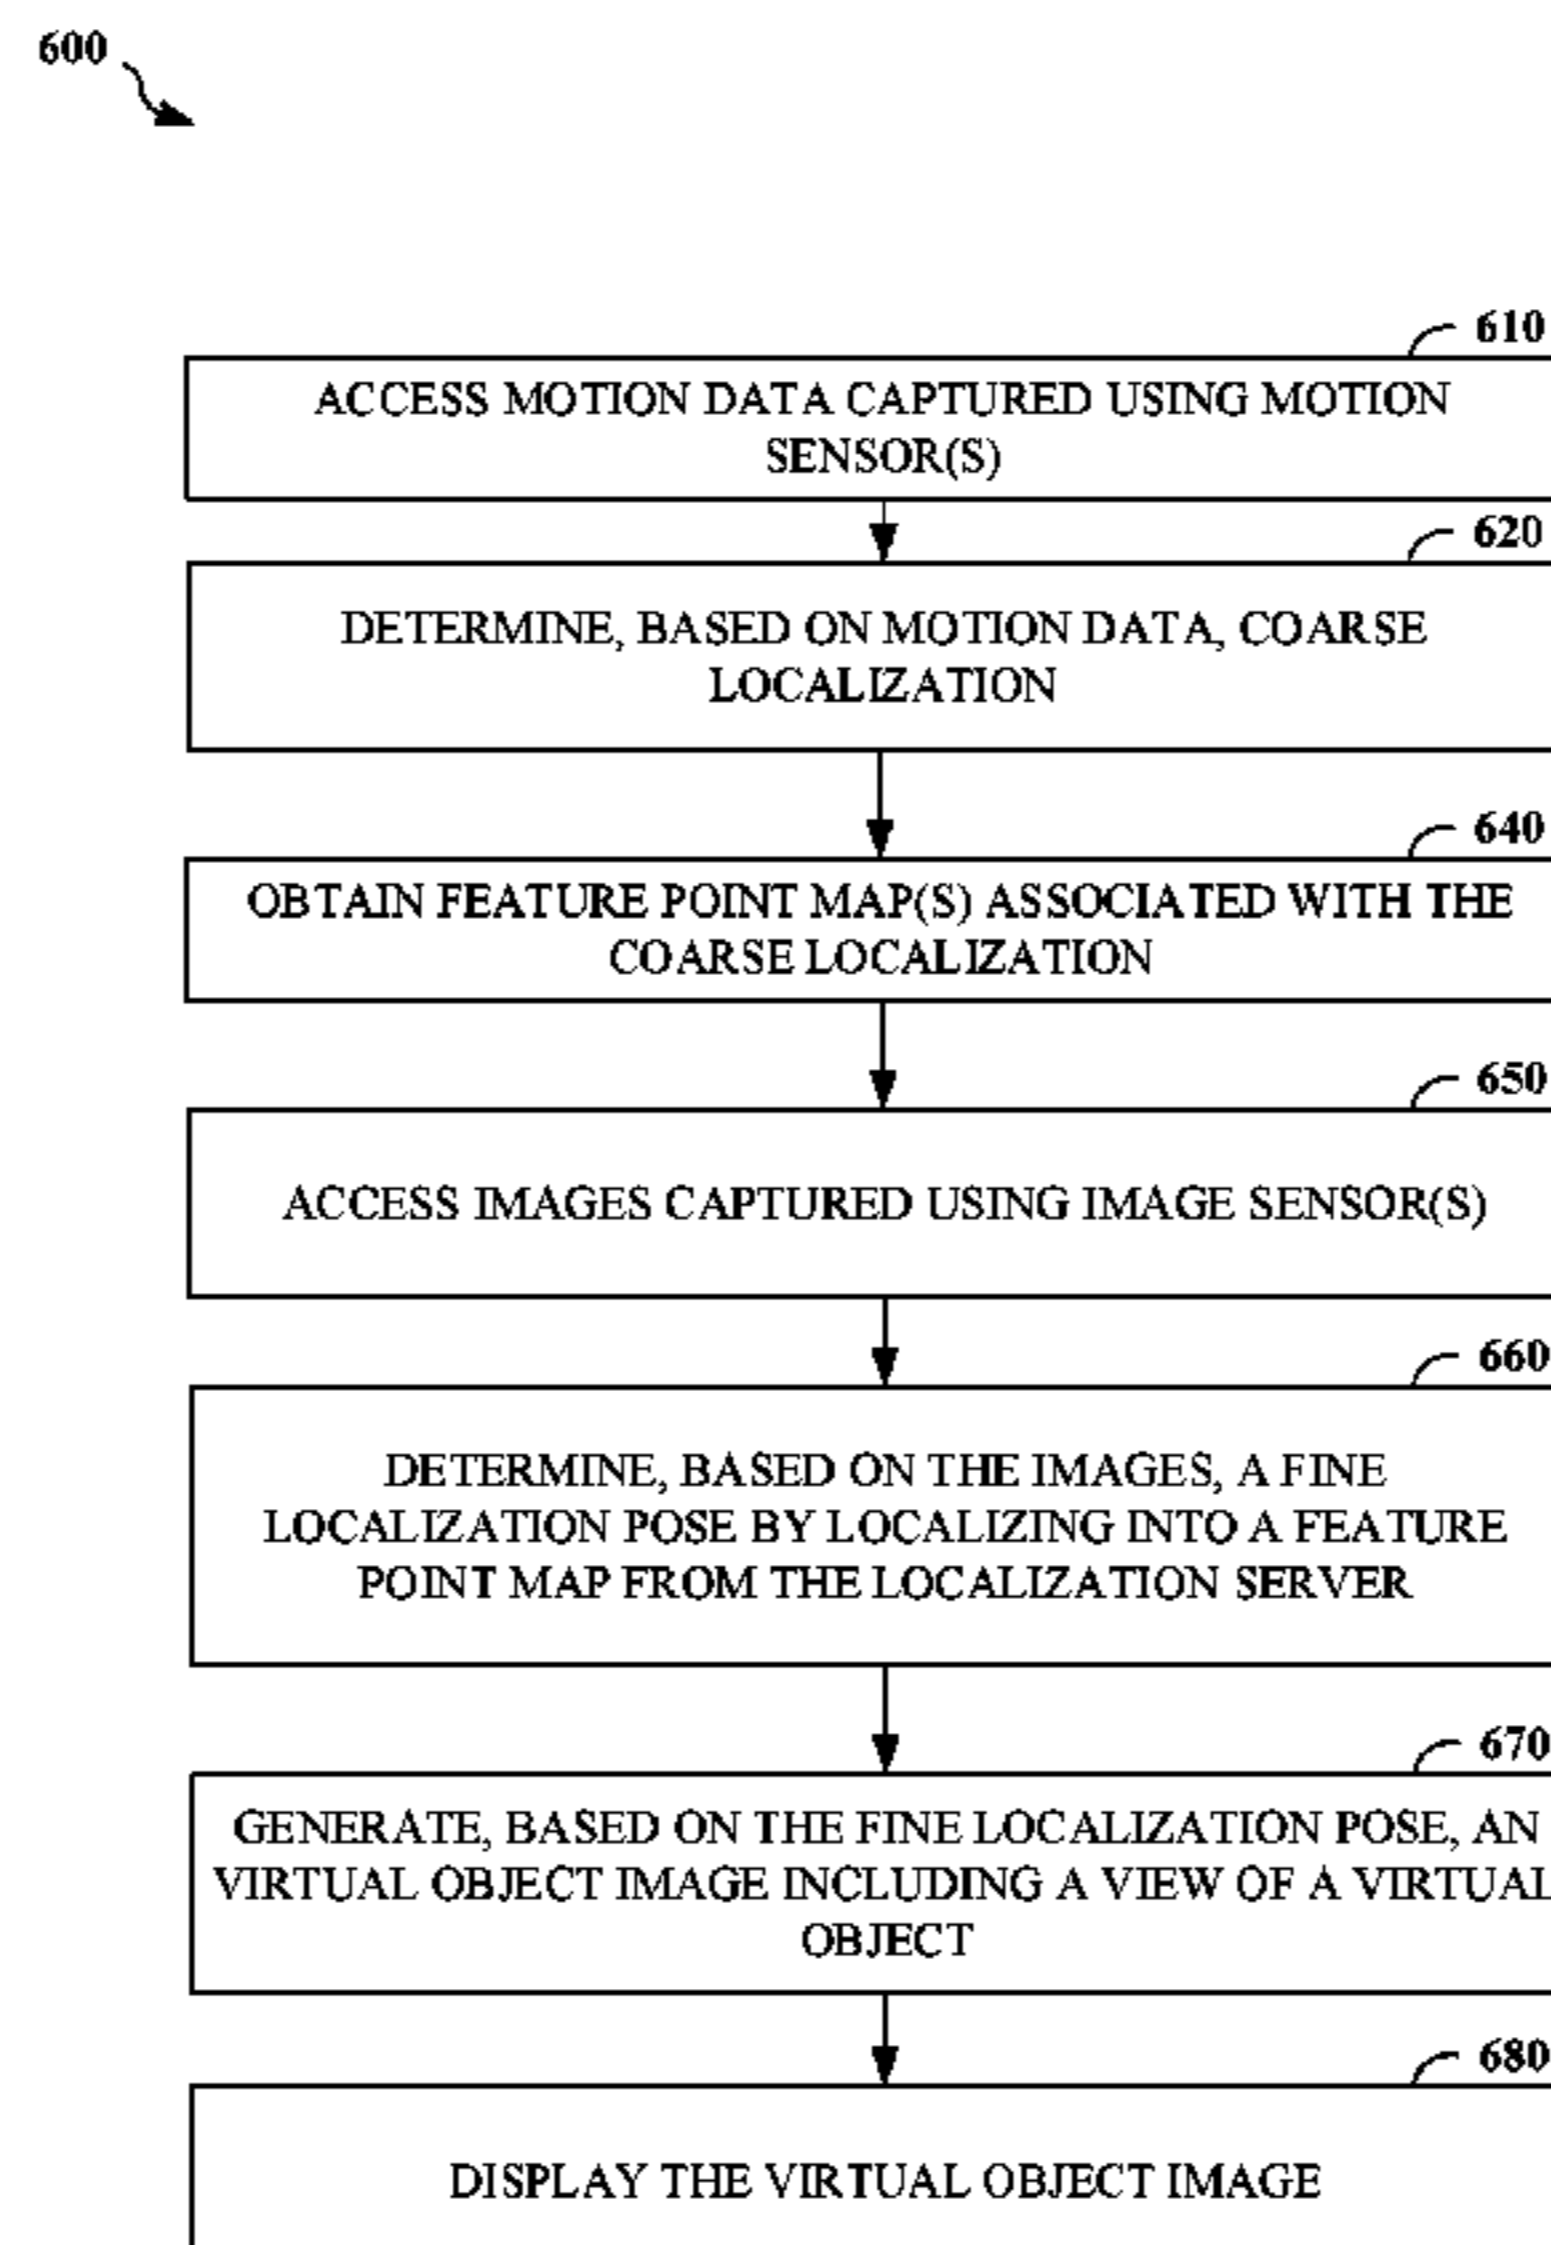 600
610
ACCESS MOTION DATA CAPTURED USING MOTION
SENSOR(S)
620
DETERMINE, BASED ON MOTION DATA, COARSE
LOCALIZATION
640
OBTAIN FEATURE POINT MAP(S) ASSOCIATED WITH THE
COARSE LOCALIZATION
650
ACCESS IMAGES CAPTURED USING IMAGE SENSOR(S)
660
DETERMINE, BASED ON THE IMAGES, A FINE
LOCALIZATION POSE BY LOCALIZING INTO A FEATURE
POINT MAP FROM THE LOCALIZATION SERVER
670
GENERATE, BASED ON THE FINE LOCALIZATION POSE, AN
VIRTUAL OBJECT IMAGE INCLUDING A VIEW OF A VIRTUAL
OBJECT
680
DISPLAY THE VIRTUAL OBJECT IMAGE